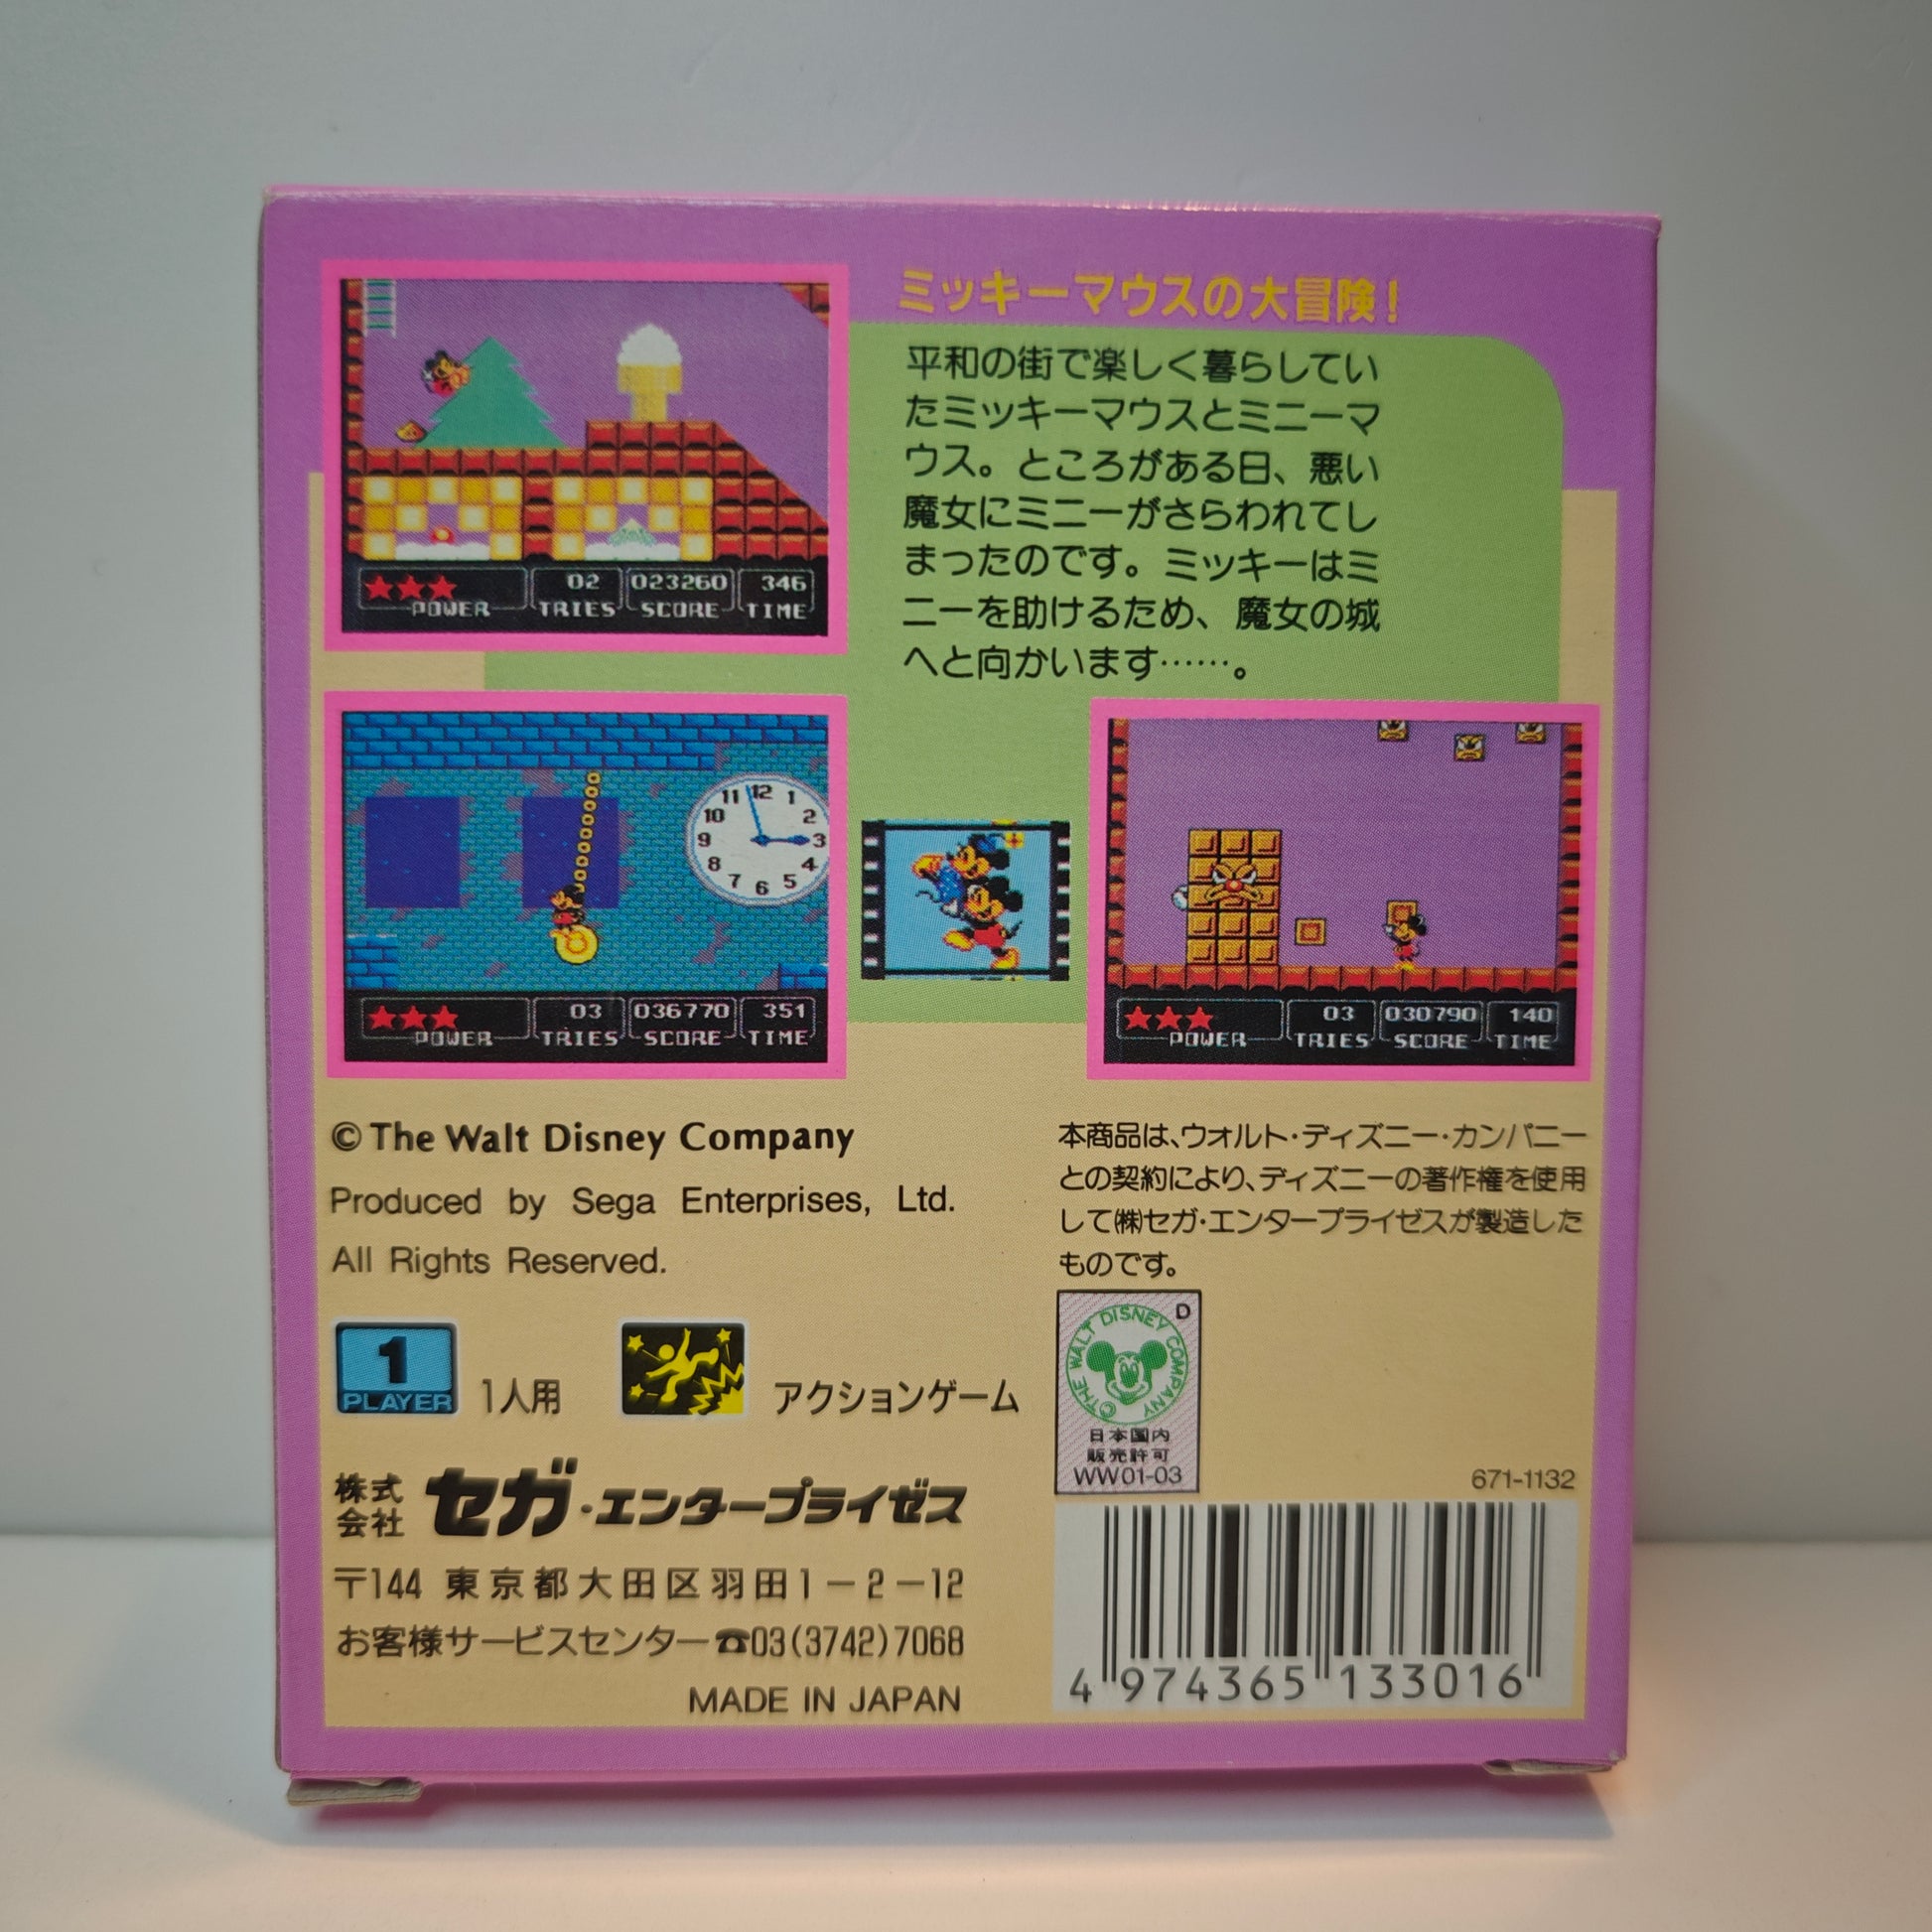 ミッキーマウスの大冒険！
平和の街で楽しく暮らしてい
たミッキーマウスとミニーマ
ウス。ところがある日、悪い
魔女にミニーがさらわれてし
まったのです。ミッキーはミ
ニーを助けるため、魔女の城
へと向かいます……。
02 023260 346
POWER TRIES SCORE TIME
11 12 1
10 2
9 3
8 4
7 6 5
03 036770 351
POWER TRIES SCORE TIME
03 030790 140
POWER TRIES SCORE TIME
© The Walt Disney Company
Produced by Sega Enterprises, Ltd.
All Rights Reserved.
本商品は、ウォルト・ディズニー・カンパニー
との契約により、ディズニーの著作権を使用
して㈱セガ・エンタープライゼスが製造した
ものです。
1
PLAYER
1人用
アクションゲーム
D
© THE WALT DISNEY COMPANY
日本国内
販売許可
WW01-03
株式
会社
セガ・エンタープライゼス
〒144 東京都大田区羽田1－2－12
お客様サービスセンター☎03(3742)7068
MADE IN JAPAN
671-1132
4 974365 133016